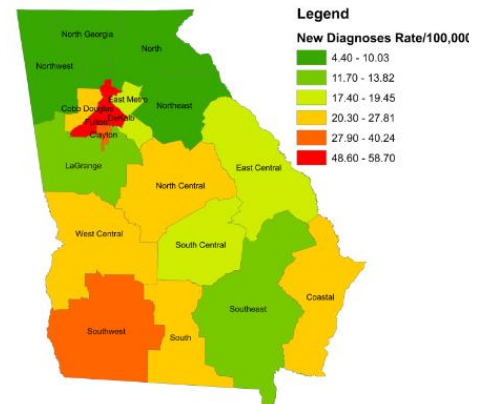 Legend
New Diagnoses Rate/100,000
4.40 - 10.03
11.70 - 13.82
17.40 - 19.45
20.30 - 27.81
27.90 - 40.24
48.60 - 58.70
North Georgia
North
Northwest
East Metro
Cobb Douglas
Northeast
Fulton
DeKalb
Clayton
LaGrange
East Central
North Central
West Central
South Central
Coastal
Southeast
Southwest
South